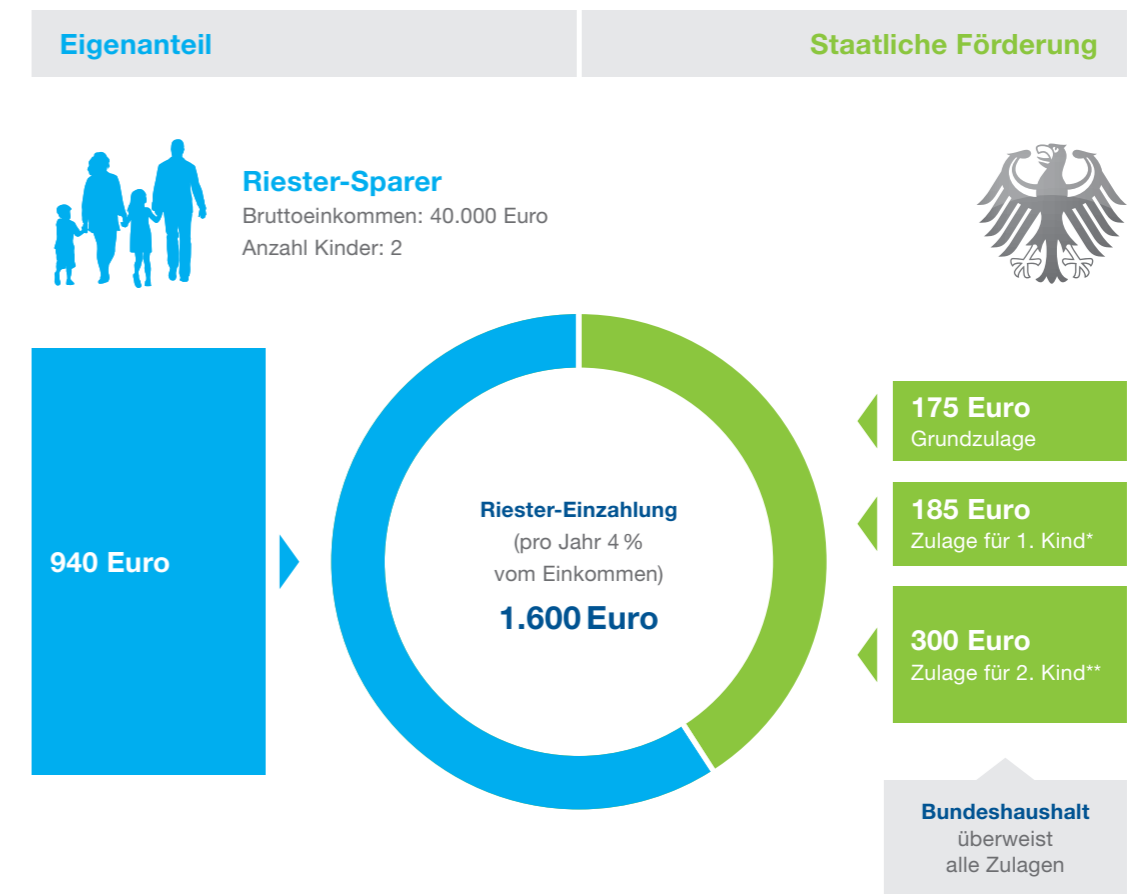 Eigenanteil
Staatliche Förderung
Riester-Sparer
Bruttoeinkommen: 40.000 Euro
Anzahl Kinder: 2
940 Euro
Riester-Einzahlung
(pro Jahr 4 %
vom Einkommen)
1.600 Euro
175 Euro
Grundzulage
185 Euro
Zulage für 1. Kind*
300 Euro
Zulage für 2. Kind**
Bundeshaushalt
überweist
alle Zulagen